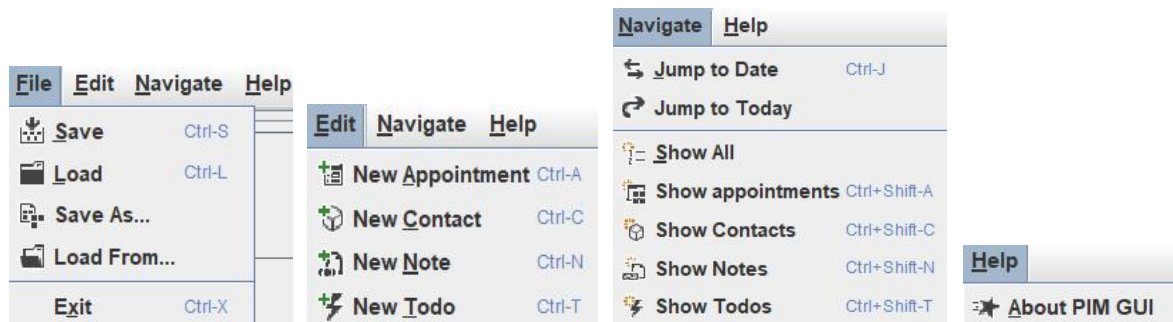 File Edit Navigate Help
Save Ctrl-S
Load Ctrl-L
Save As...
Load From...
Exit Ctrl-X
Edit Navigate Help
New Appointment Ctrl-A
New Contact Ctrl-C
New Note Ctrl-N
New Todo Ctrl-T
Navigate Help
Jump to Date Ctrl-J
Jump to Today
Show All
Show appointments Ctrl+Shift-A
Show Contacts Ctrl+Shift-C
Show Notes Ctrl+Shift-N
Show Todos Ctrl+Shift-T
Help
About PIM GUI